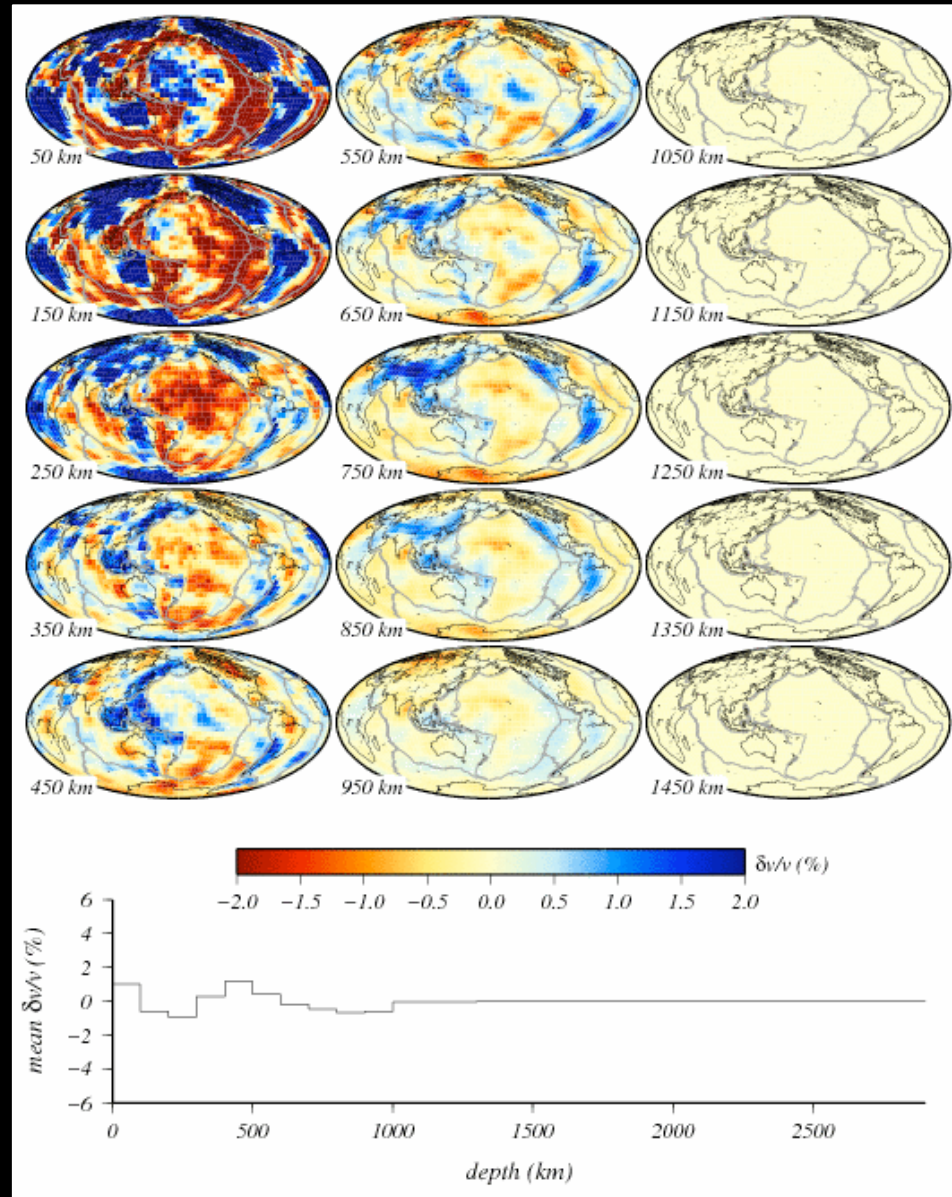 50 km
550 km
1050 km
150 km
650 km
1150 km
250 km
750 km
1250 km
350 km
850 km
1350 km
450 km
950 km
1450 km
δv/v (%)
−2.0 −1.5 −1.0 −0.5 0.0 0.5 1.0 1.5 2.0
mean δv/v (%)
6
4
2
0
−2
−4
−6
0 500 1000 1500 2000 2500
depth (km)